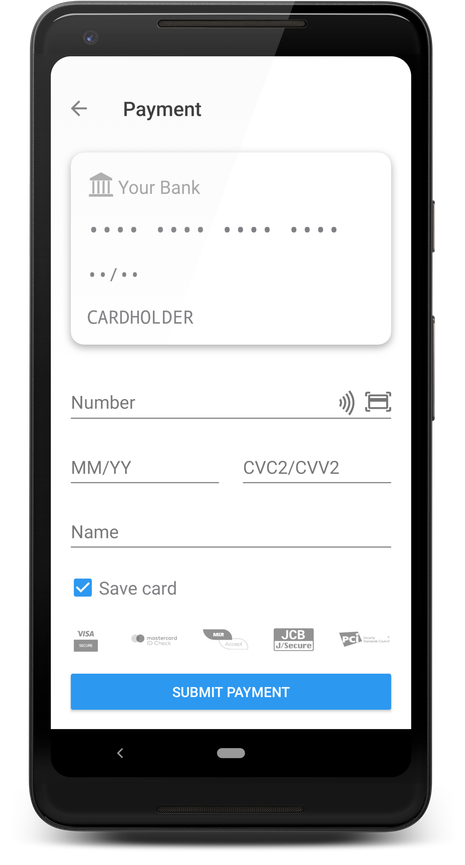 Payment
Your Bank
•••• •••• •••• ••••
••/••
CARDHOLDER
Number
MM/YY
CVC2/CVV2
Name
Save card
VISA
SECURE
mastercard
ID Check
MIR
Accept
JCB
J/Secure
PCI
SUBMIT PAYMENT